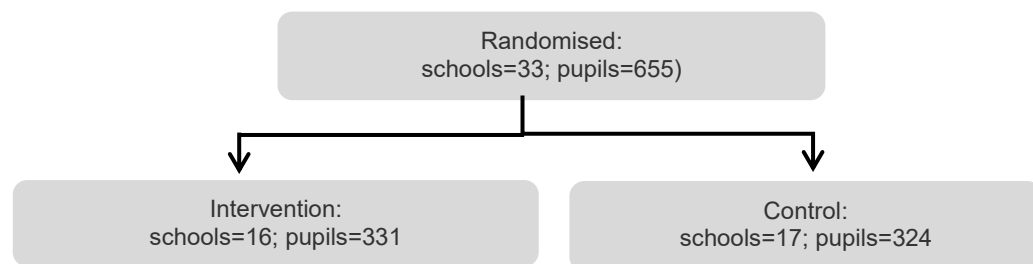 Randomised:
schools=33; pupils=655)
Intervention:
schools=16; pupils=331
Control:
schools=17; pupils=324